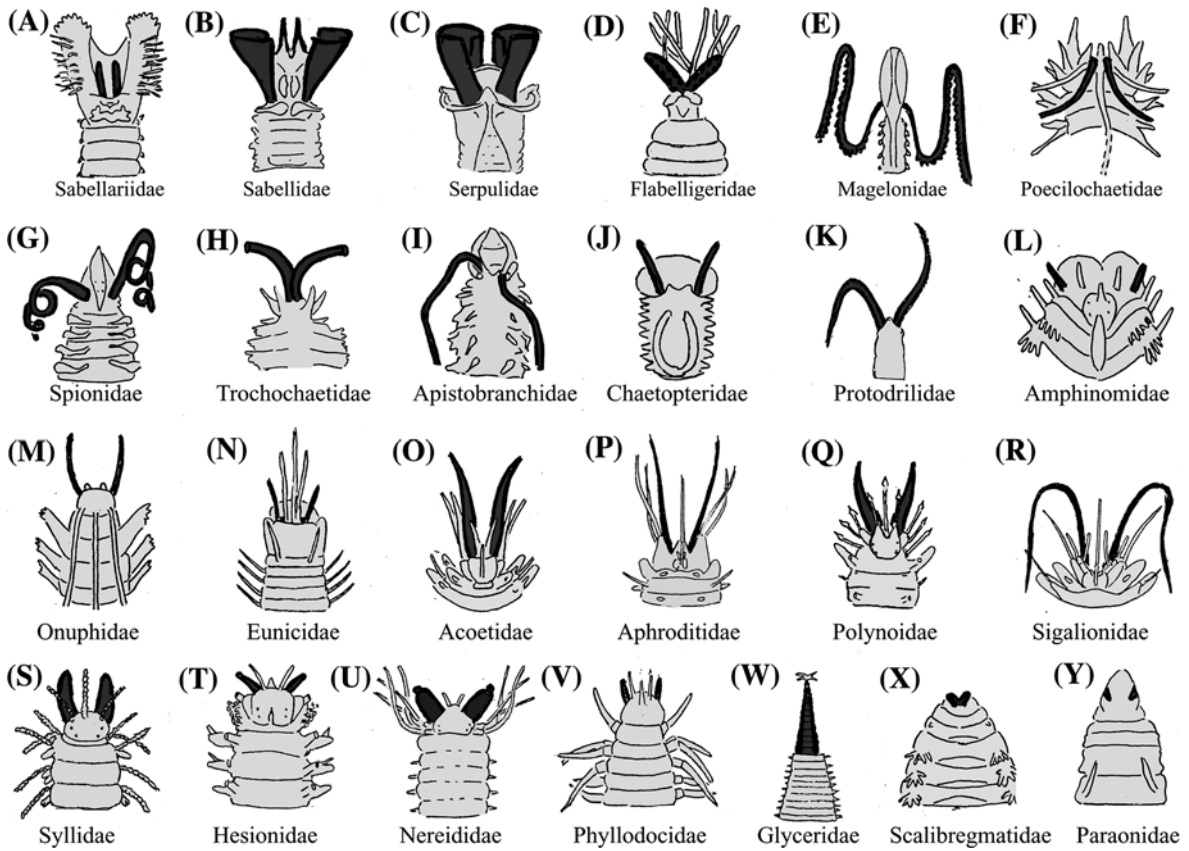 (A) (B) (C) (D) (E) (F)
Sabellariidae Sabellidae Serpulidae Flabelligeridae Magelonidae Poecilochaetidae
(G) (H) (I) (J) (K) (L)
Spionidae Trochochaetidae Apistobranchidae Chaetopteridae Protodrilidae Amphinomidae
(M) (N) (O) (P) (Q) (R)
Onuphidae Eunicidae Acoetidae Aphroditidae Polynoidae Sigalionidae
(S) (T) (U) (V) (W) (X) (Y)
Syllidae Hesionidae Nereididae Phyllodocidae Glyceridae Scalibregmatidae Paraonidae